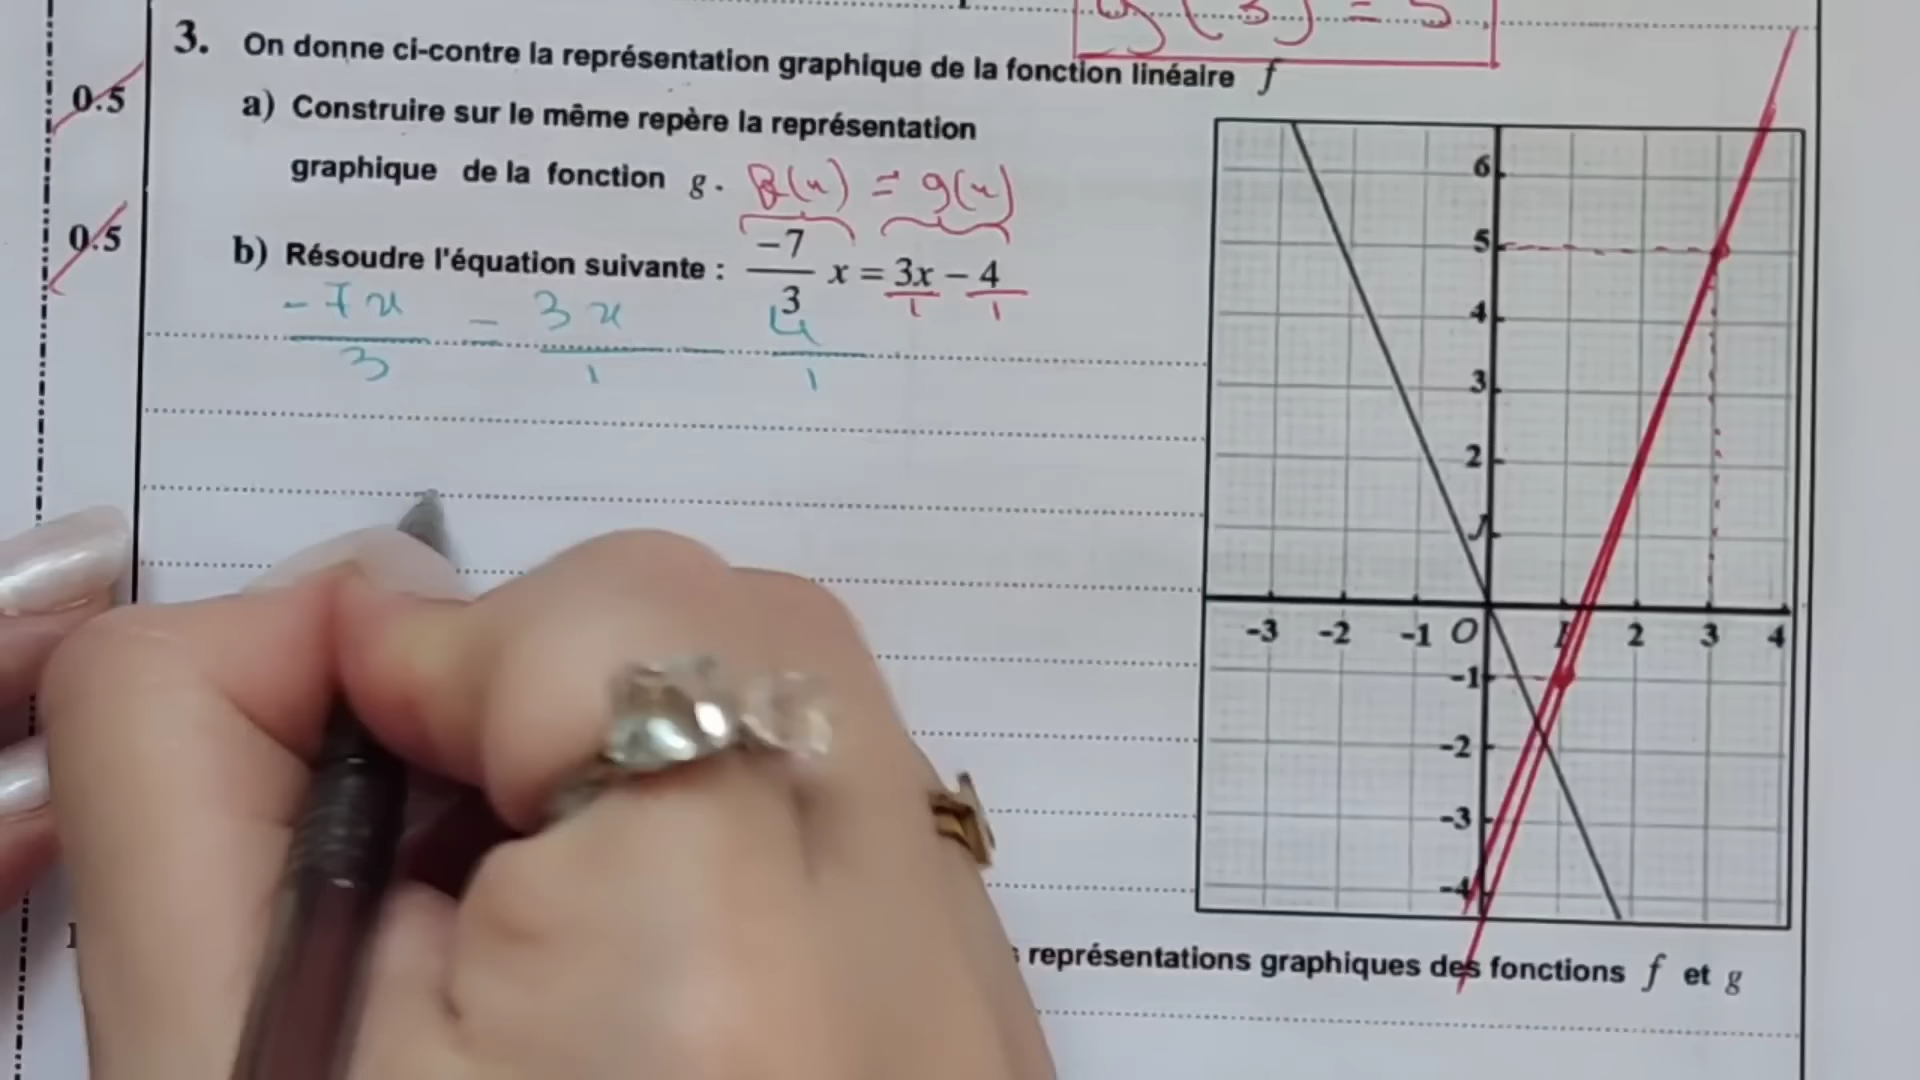 g(3) = 5
3. On donne ci-contre la représentation graphique de la fonction linéaire f
0.5
a) Construire sur le même repère la représentation
graphique de la fonction g. f(x) = g(x)
0.5
b) Résoudre l'équation suivante : -7/3 x = 3x/1 - 4/1
-7x/3 = 3x/1 - 4/1
6
5
4
3
2
J
-3 -2 -1 O I 2 3 4
-1
-2
-3
-4
représentations graphiques des fonctions f et g